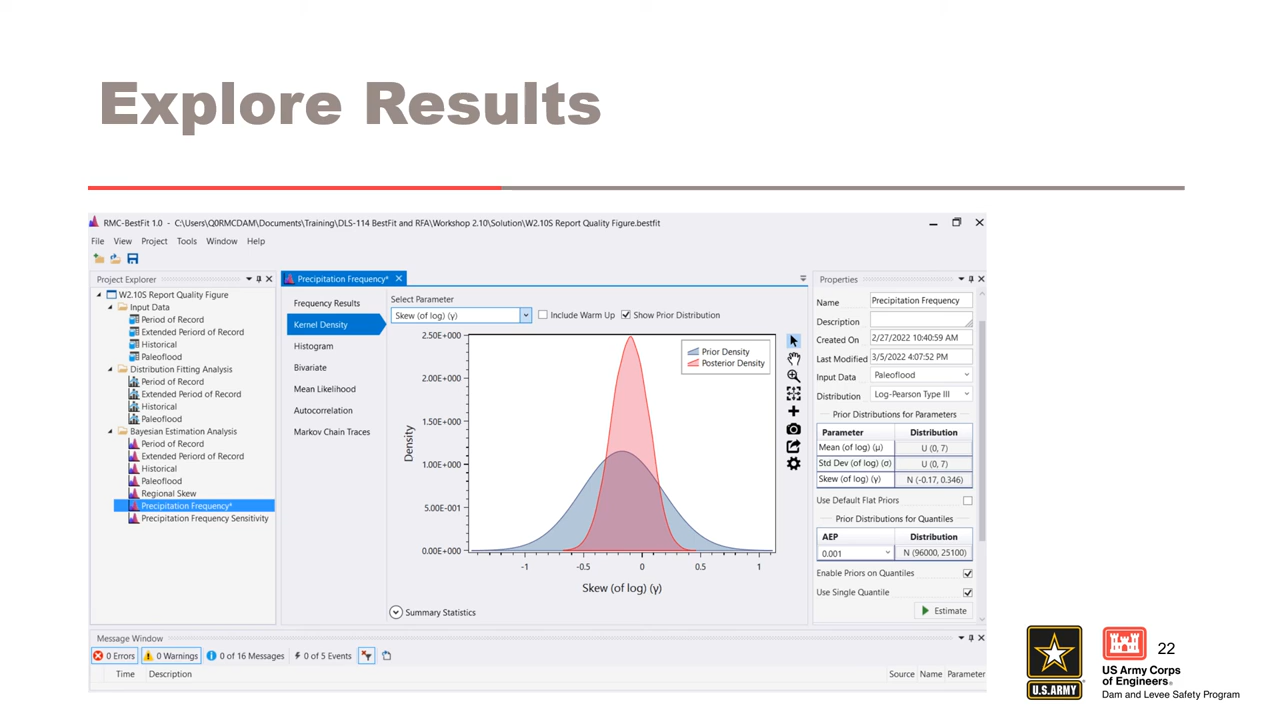 Explore Results
RMC-BestFit 1.0 - C:\Users\Q0RMCDAM\Documents\Training\DLS-114 BestFit and RFA\Workshop 2.10\Solution\W2.10S Report Quality Figure.bestfit
File View Project Tools Window Help
Project Explorer
W2.10S Report Quality Figure
Input Data
Period of Record
Extended Periord of Record
Historical
Paleoflood
Distribution Fitting Analysis
Period of Record
Extended Period of Record
Historical
Paleoflood
Bayesian Estimation Analysis
Period of Record
Extended Period of Record
Historical
Paleoflood
Regional Skew
Precipitation Frequency*
Precipitation Frequency Sensitivity
Precipitation Frequency*
Frequency Results
Kernel Density
Histogram
Bivariate
Mean Likelihood
Autocorrelation
Markov Chain Traces
Select Parameter
Skew (of log) (γ)
Include Warm Up
Show Prior Distribution
2.50E+000
2.00E+000
1.50E+000
1.00E+000
5.00E-001
0.00E+000
Density
Prior Density
Posterior Density
-1 -0.5 0 0.5 1
Skew (of log) (γ)
Summary Statistics
Properties
Name Precipitation Frequency
Description
Created On 2/27/2022 10:40:59 AM
Last Modified 3/5/2022 4:07:52 PM
Input Data Paleoflood
Distribution Log-Pearson Type III
Prior Distributions for Parameters
Parameter Distribution
Mean (of log) (μ) U (0, 7)
Std Dev (of log) (σ) U (0, 7)
Skew (of log) (γ) N (-0.17, 0.346)
Use Default Flat Priors
Prior Distributions for Quantiles
AEP Distribution
0.001 N (96000, 25100)
Enable Priors on Quantiles
Use Single Quantile
Estimate
Message Window
0 Errors 0 Warnings 0 of 16 Messages 0 of 5 Events
Time Description Source Name Parameter
U.S.ARMY
US Army Corps
of Engineers®
Dam and Levee Safety Program
22